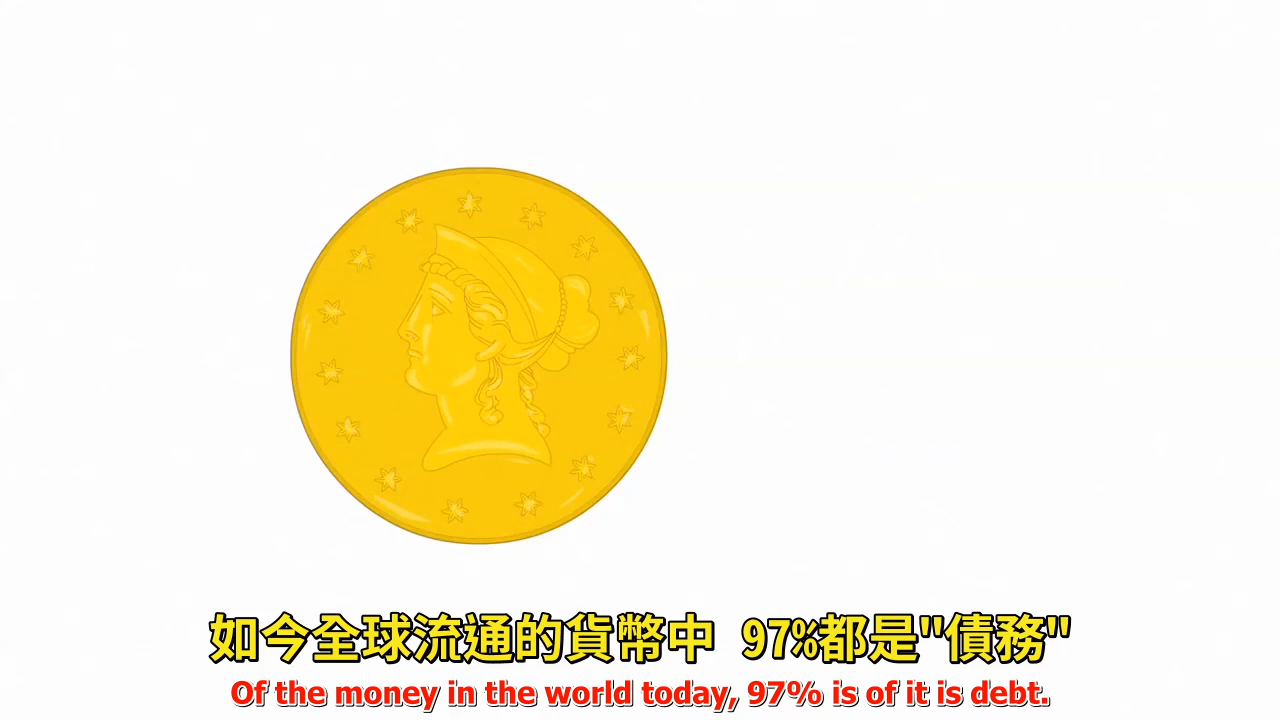 如今全球流通的貨幣中 97%都是"債務"
Of the money in the world today, 97% is of it is debt.